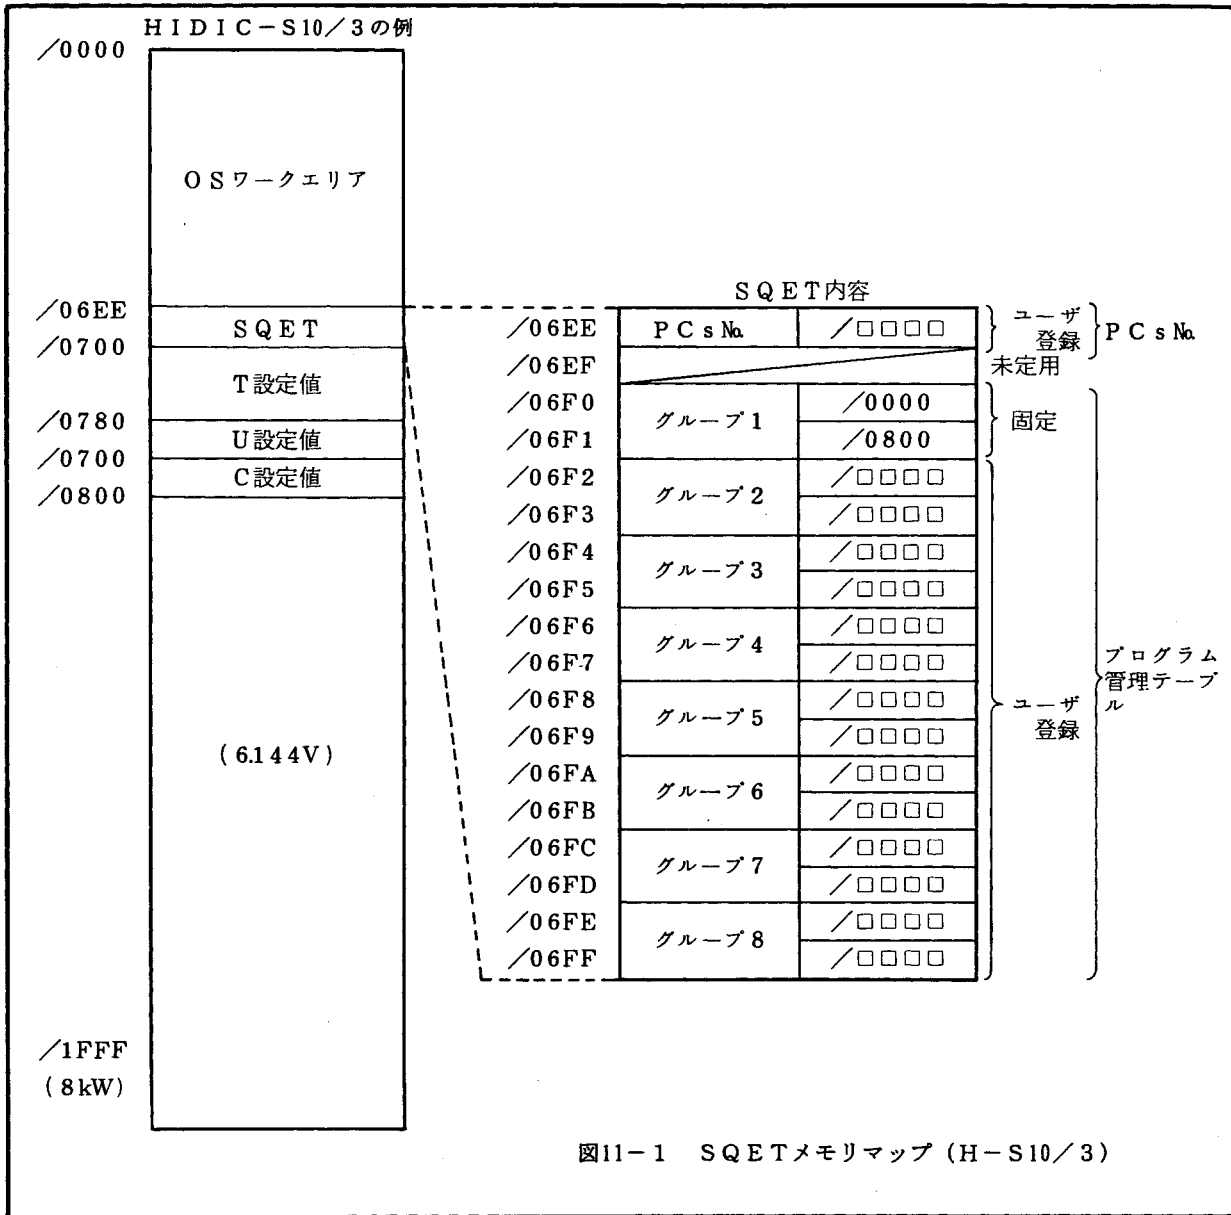 HIDIC-S10/3の例
/0000
OSワークエリア
/06EE
SQET
/0700
T設定値
/0780
U設定値
/0700
C設定値
/0800
(6.144V)
/1FFF
(8kW)
SQET内容
/06EE PCs№ /□□□□ ユーザ登録 PCs№
/06EF 未定用
/06F0 グループ1 /0000 固定
/06F1 /0800
/06F2 グループ2 /□□□□
/06F3 /□□□□
/06F4 グループ3 /□□□□
/06F5 /□□□□
/06F6 グループ4 /□□□□
/06F7 /□□□□
/06F8 グループ5 /□□□□
/06F9 /□□□□
/06FA グループ6 /□□□□
/06FB /□□□□
/06FC グループ7 /□□□□
/06FD /□□□□
/06FE グループ8 /□□□□
/06FF /□□□□
ユーザ
登録
プログラム
管理テーブ
ル
図11-1 SQETメモリマップ(H-S10/3)